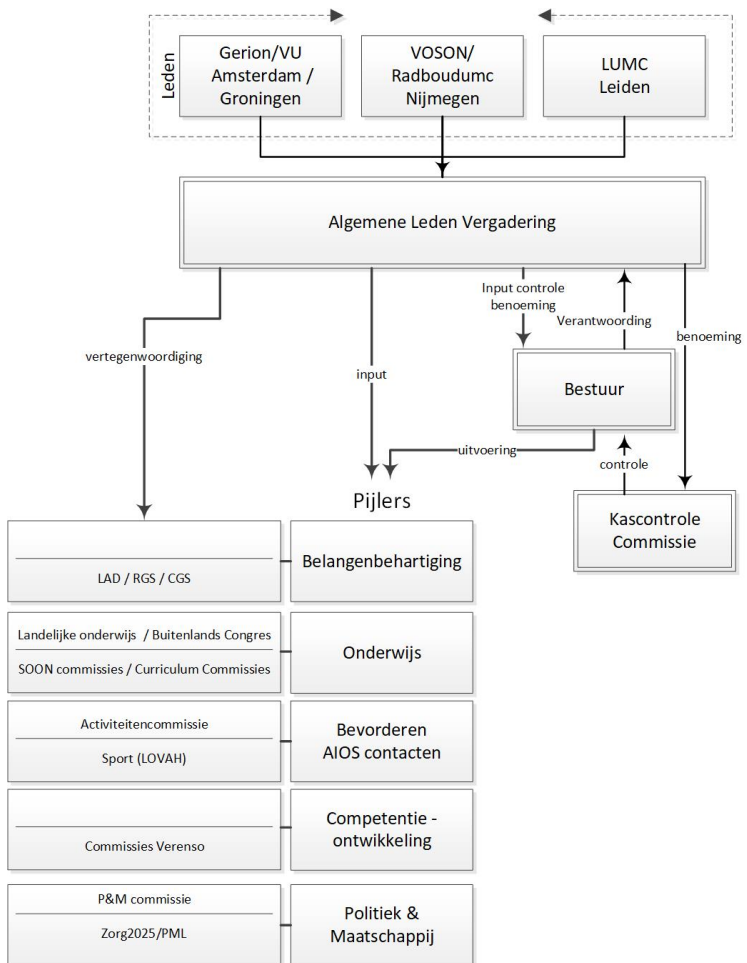 Leden
Gerion/VU
Amsterdam /
Groningen
VOSON/
Radboudumc
Nijmegen
LUMC
Leiden
Algemene Leden Vergadering
Input controle
benoeming
Verantwoording
benoeming
vertegenwoordiging
input
Bestuur
uitvoering
controle
Pijlers
Kascontrole
Commissie
LAD / RGS / CGS
Belangenbehartiging
Landelijke onderwijs / Buitenlands Congres
SOON commissies / Curriculum Commissies
Onderwijs
Activiteitencommissie
Sport (LOVAH)
Bevorderen
AIOS contacten
Commissies Verenso
Competentie -
ontwikkeling
P&M commissie
Zorg2025/PML
Politiek &
Maatschappij